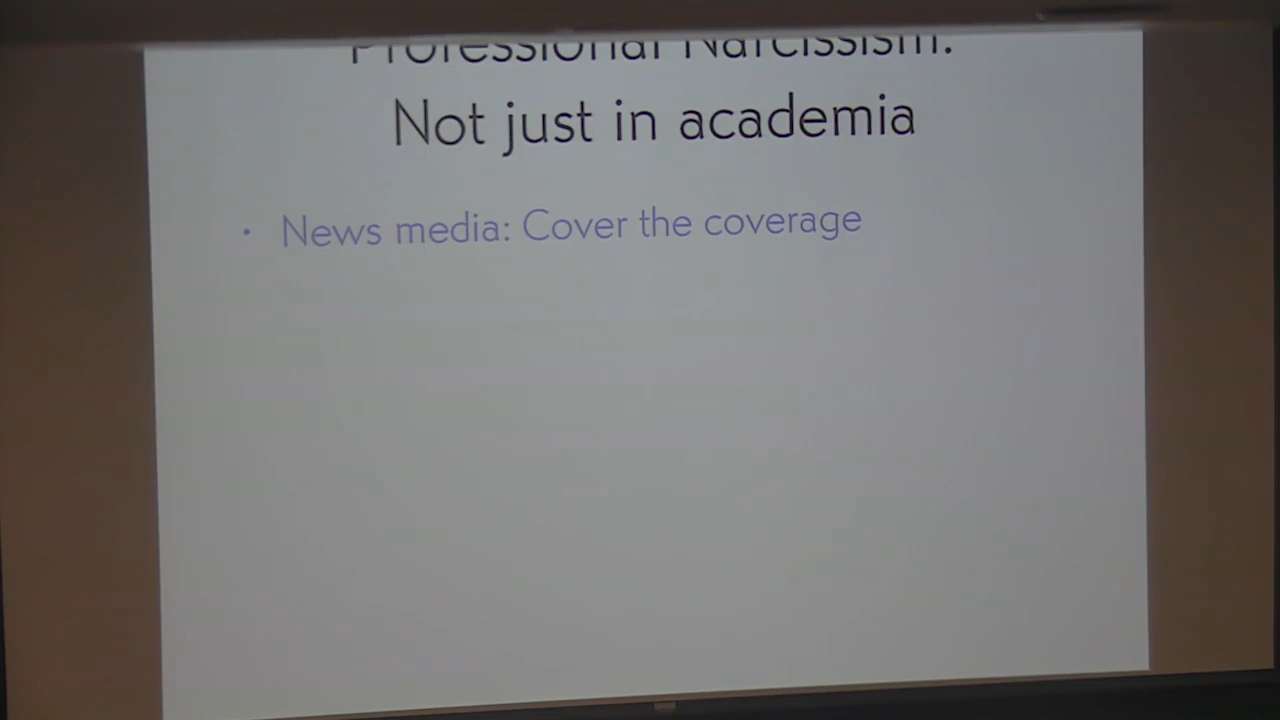 Professional Narcissism:
Not just in academia
• News media: Cover the coverage